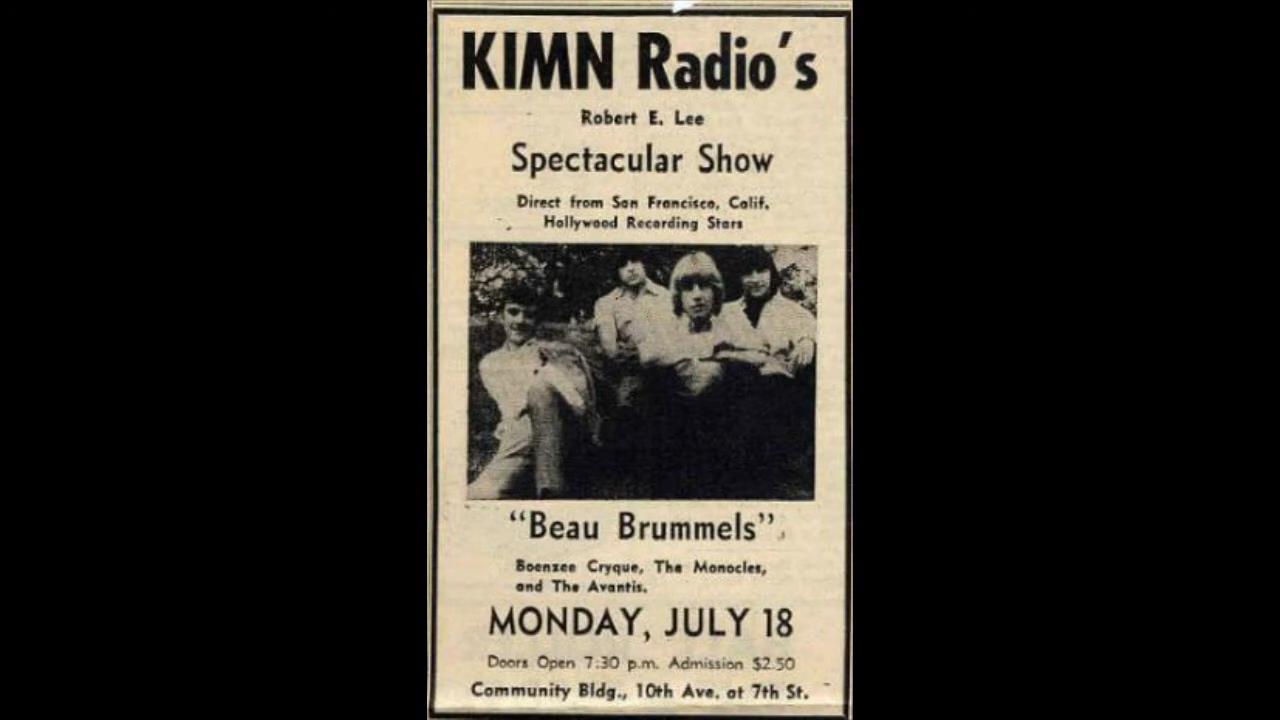 KIMN Radio's
Robert E. Lee
Spectacular Show
Direct from San Francisco, Calif.
Hollywood Recording Stars
“Beau Brummels”
Boenzee Cryque, The Monocles,
and The Avantis.
MONDAY, JULY 18
Doors Open 7:30 p.m. Admission $2.50
Community Bldg., 10th Ave. at 7th St.